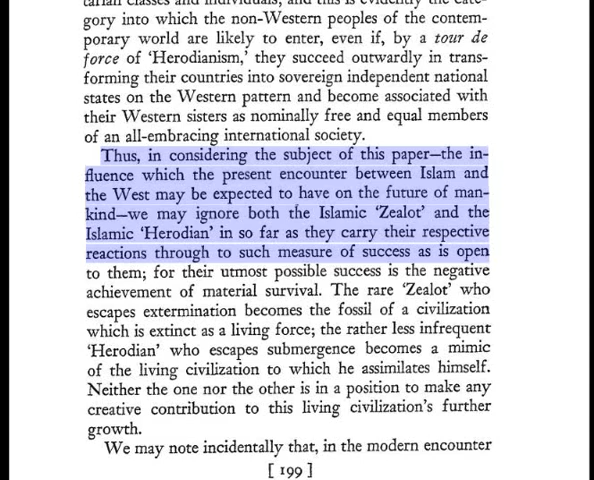 tarian classes and individuals, and this is evidently the cate-
gory into which the non-Western peoples of the contem-
porary world are likely to enter, even if, by a tour de
force of 'Herodianism,' they succeed outwardly in trans-
forming their countries into sovereign independent national
states on the Western pattern and become associated with
their Western sisters as nominally free and equal members
of an all-embracing international society.
Thus, in considering the subject of this paper—the in-
fluence which the present encounter between Islam and
the West may be expected to have on the future of man-
kind—we may ignore both the Islamic 'Zealot' and the
Islamic 'Herodian' in so far as they carry their respective
reactions through to such measure of success as is open
to them; for their utmost possible success is the negative
achievement of material survival. The rare 'Zealot' who
escapes extermination becomes the fossil of a civilization
which is extinct as a living force; the rather less infrequent
'Herodian' who escapes submergence becomes a mimic
of the living civilization to which he assimilates himself.
Neither the one nor the other is in a position to make any
creative contribution to this living civilization's further
growth.
We may note incidentally that, in the modern encounter
[ 199 ]